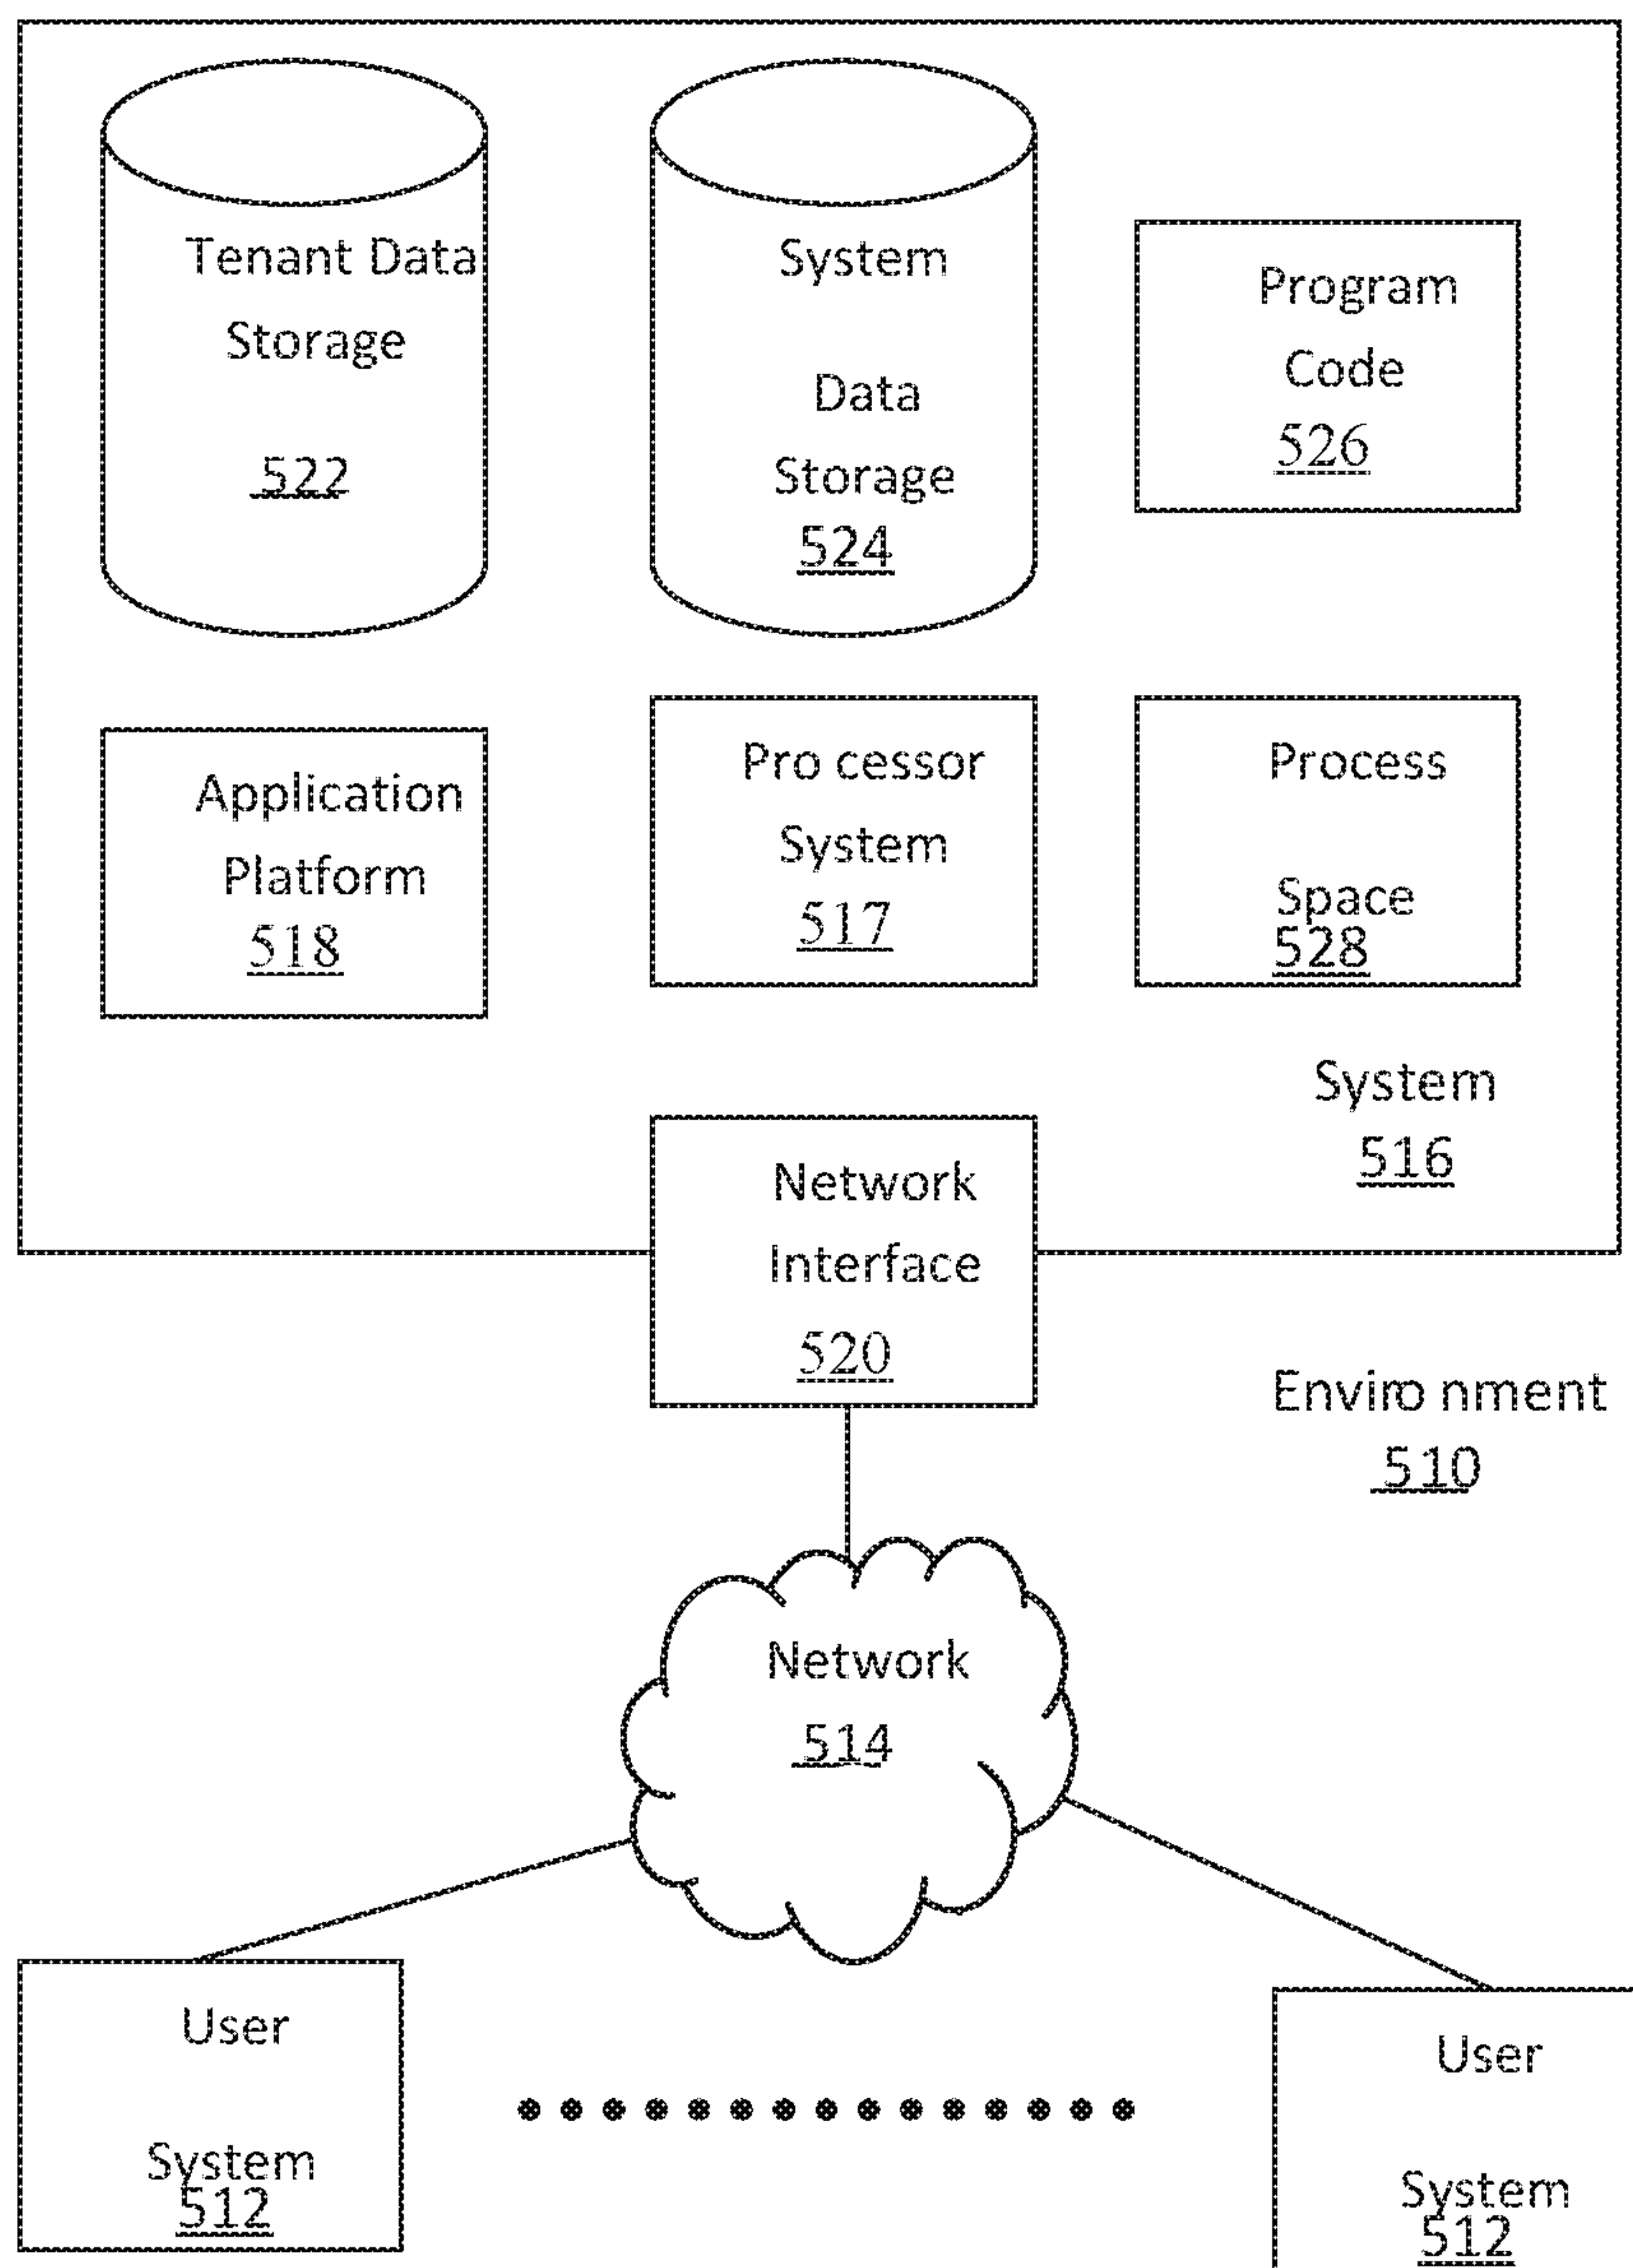 Tenant Data
Storage
522
System
Data
Storage
524
Program
Code
526
Application
Platform
518
Pro cessor
System
517
Process
Space
528
System
516
Network
Interface
520
Enviro nment
510
Network
514
User
System
512
User
System
512